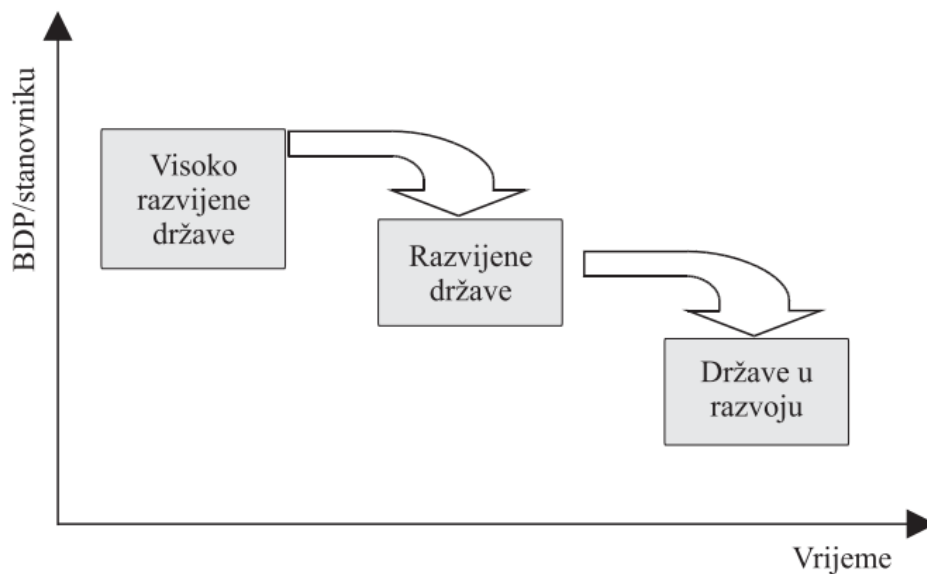 BDP/stanovniku
Visoko
razvijene
države
Razvijene
države
Države u
razvoju
Vrijeme